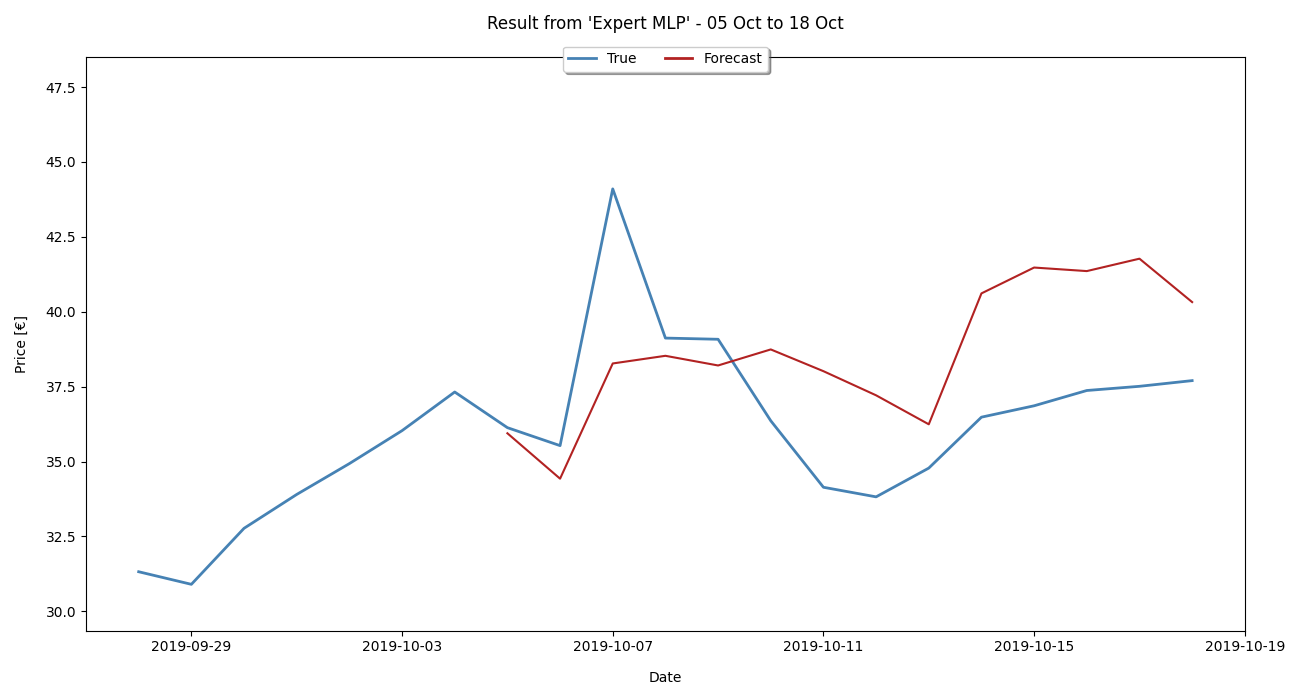 Result from 'Expert MLP' - 05 Oct to 18 Oct
True Forecast
47.5
45.0
42.5
40.0
37.5
35.0
32.5
30.0
Price [€]
2019-09-29 2019-10-03 2019-10-07 2019-10-11 2019-10-15 2019-10-19
Date